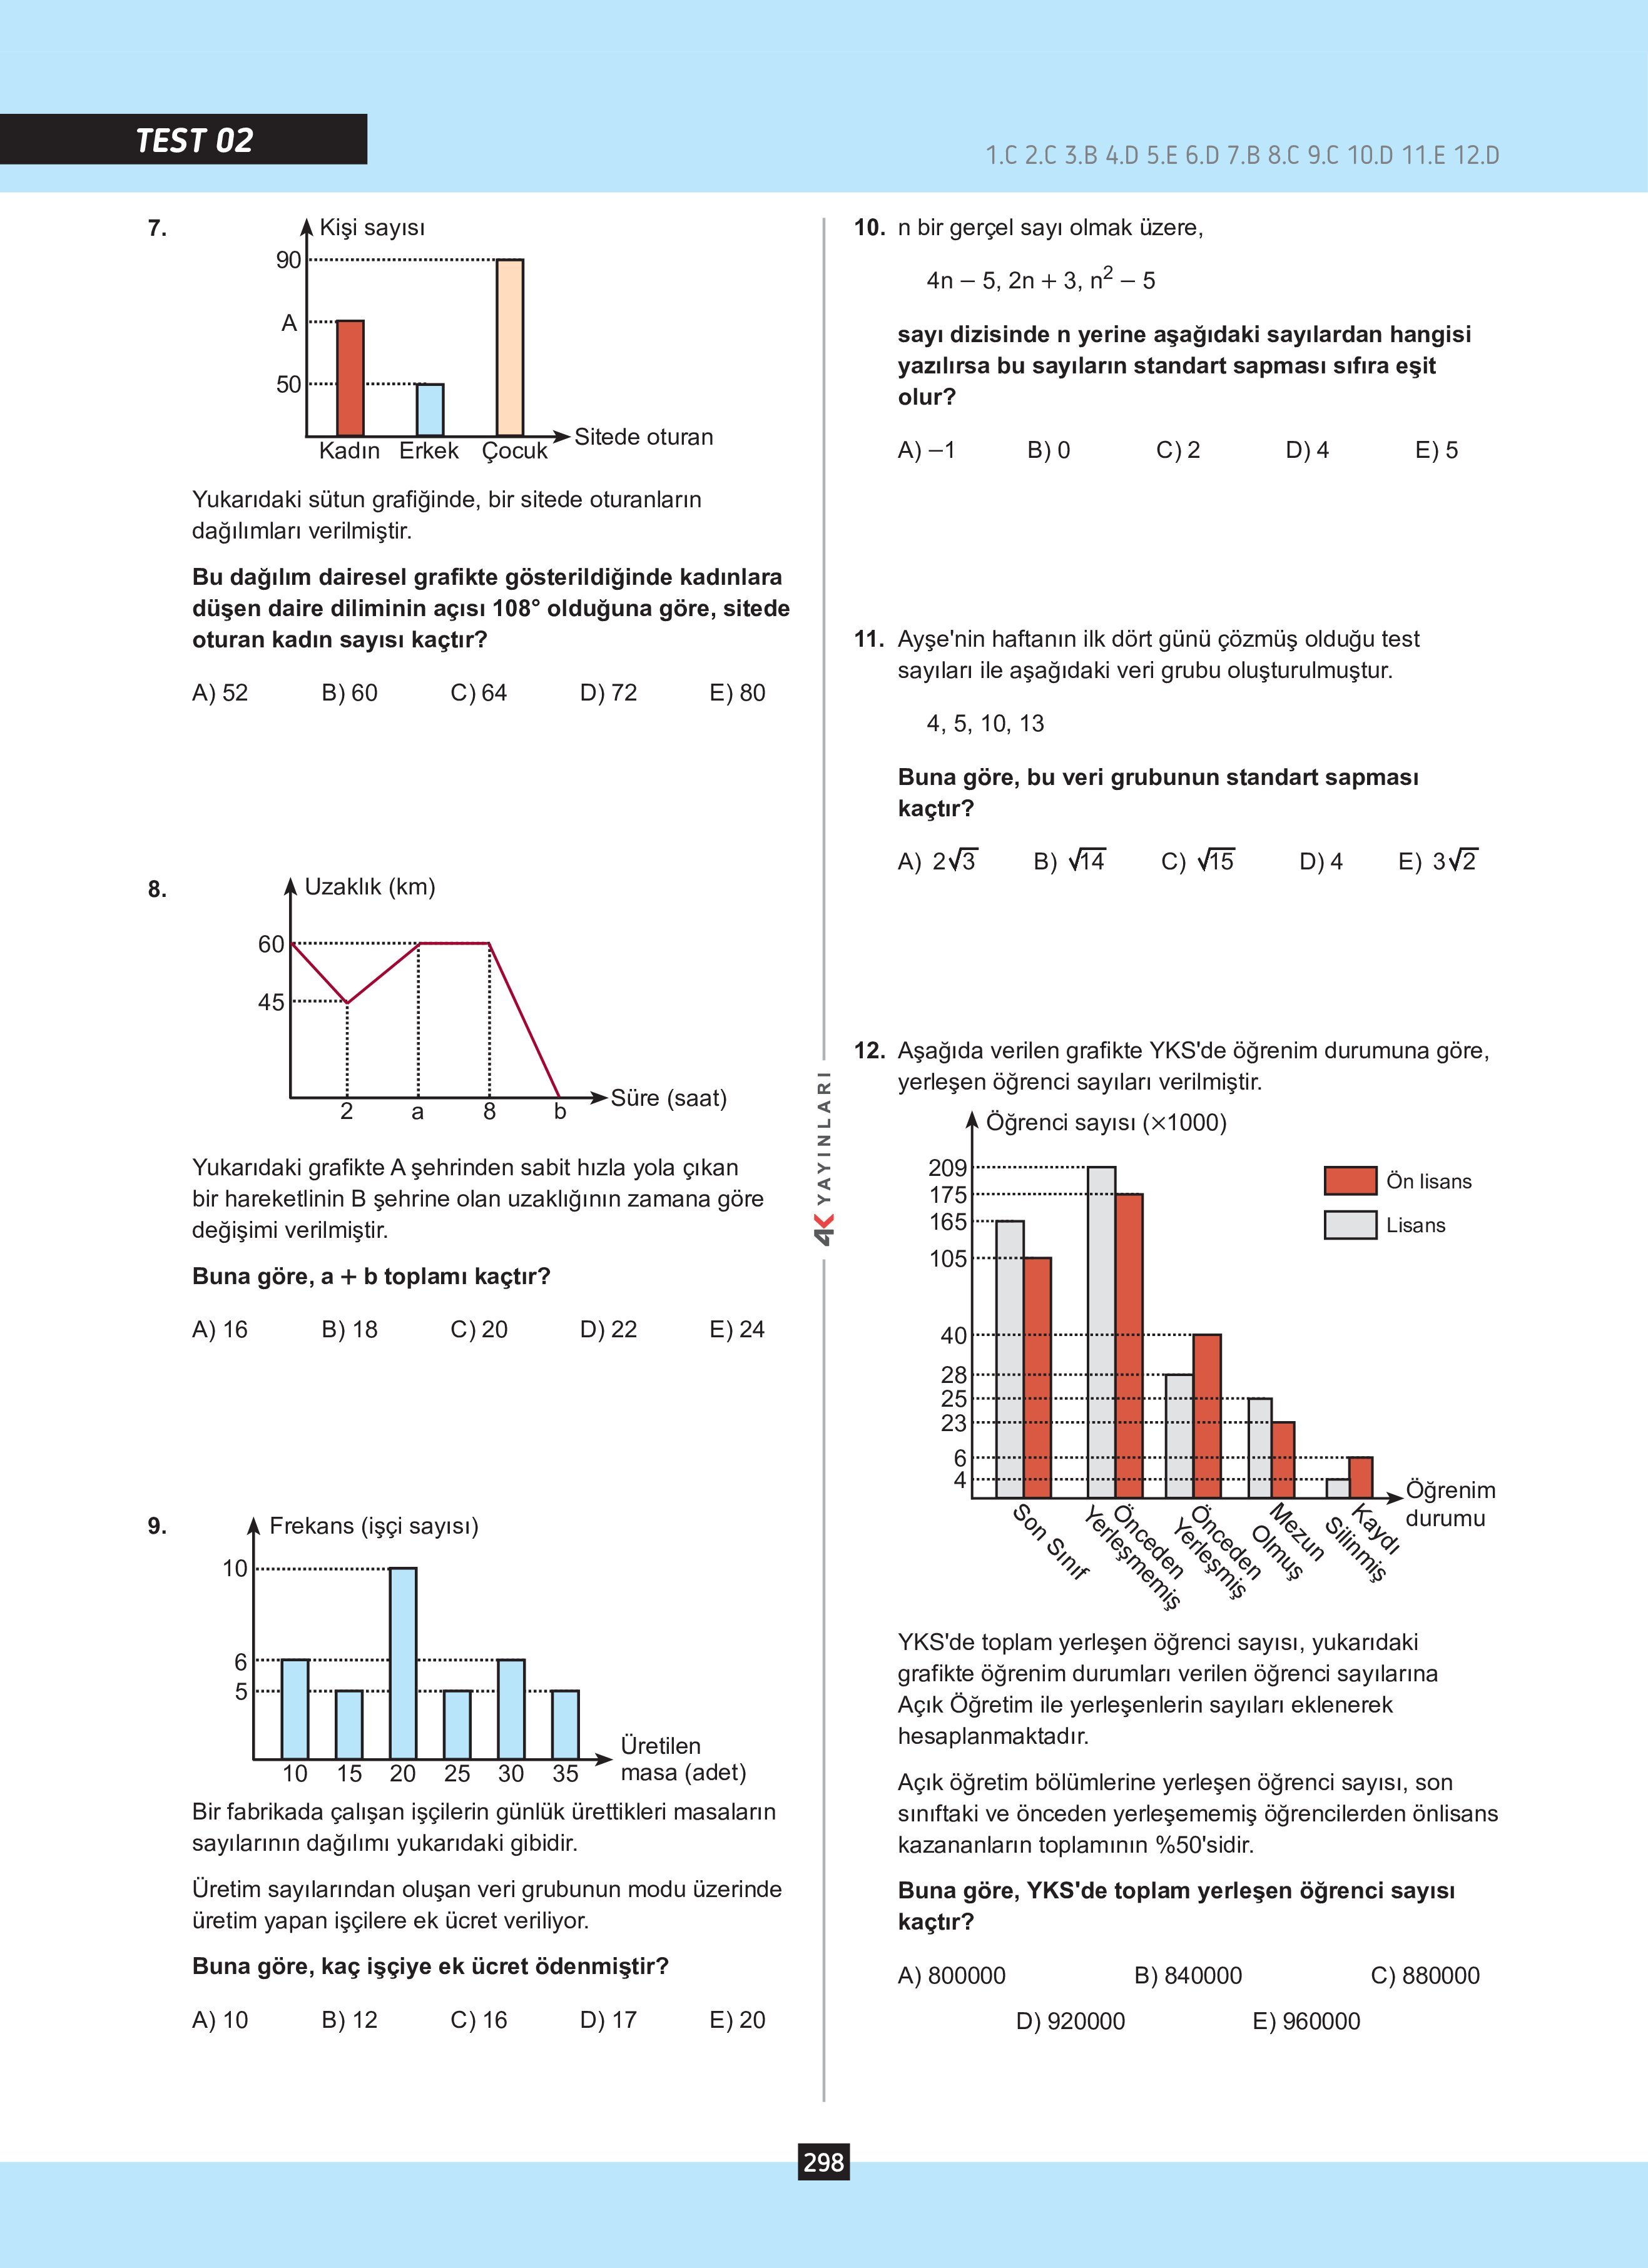 TEST 02
1.C 2.C 3.B 4.D 5.E 6.D 7.B 8.C 9.C 10.D 11.E 12.D
7.
Kişi sayısı
90
A
50
Kadın Erkek Çocuk
Sitede oturan
Yukarıdaki sütun grafiğinde, bir sitede oturanların
dağılımları verilmiştir.
Bu dağılım dairesel grafikte gösterildiğinde kadınlara
düşen daire diliminin açısı 108° olduğuna göre, sitede
oturan kadın sayısı kaçtır?
A) 52 B) 60 C) 64 D) 72 E) 80
8.
Uzaklık (km)
60
45
2 a 8 b
Süre (saat)
Yukarıdaki grafikte A şehrinden sabit hızla yola çıkan
bir hareketlinin B şehrine olan uzaklığının zamana göre
değişimi verilmiştir.
Buna göre, a + b toplamı kaçtır?
A) 16 B) 18 C) 20 D) 22 E) 24
9.
Frekans (işçi sayısı)
10
6
5
10 15 20 25 30 35
Üretilen
masa (adet)
Bir fabrikada çalışan işçilerin günlük ürettikleri masaların
sayılarının dağılımı yukarıdaki gibidir.
Üretim sayılarından oluşan veri grubunun modu üzerinde
üretim yapan işçilere ek ücret veriliyor.
Buna göre, kaç işçiye ek ücret ödenmiştir?
A) 10 B) 12 C) 16 D) 17 E) 20
4K YAYINLARI
10. n bir gerçel sayı olmak üzere,
4n – 5, 2n + 3, n² – 5
sayı dizisinde n yerine aşağıdaki sayılardan hangisi
yazılırsa bu sayıların standart sapması sıfıra eşit
olur?
A) –1 B) 0 C) 2 D) 4 E) 5
11. Ayşe'nin haftanın ilk dört günü çözmüş olduğu test
sayıları ile aşağıdaki veri grubu oluşturulmuştur.
4, 5, 10, 13
Buna göre, bu veri grubunun standart sapması
kaçtır?
A) 2√3 B) √14 C) √15 D) 4 E) 3√2
12. Aşağıda verilen grafikte YKS'de öğrenim durumuna göre,
yerleşen öğrenci sayıları verilmiştir.
Öğrenci sayısı (×1000)
209
175
165
105
40
28
25
23
6
4
Ön lisans
Lisans
Öğrenim
durumu
Son Sınıf
Önceden
Yerleşmemiş
Önceden
Yerleşmiş
Mezun
Olmuş
Kaydı
Silinmiş
YKS'de toplam yerleşen öğrenci sayısı, yukarıdaki
grafikte öğrenim durumları verilen öğrenci sayılarına
Açık Öğretim ile yerleşenlerin sayıları eklenerek
hesaplanmaktadır.
Açık öğretim bölümlerine yerleşen öğrenci sayısı, son
sınıftaki ve önceden yerleşememiş öğrencilerden önlisans
kazananların toplamının %50'sidir.
Buna göre, YKS'de toplam yerleşen öğrenci sayısı
kaçtır?
A) 800000 B) 840000 C) 880000
D) 920000 E) 960000
298